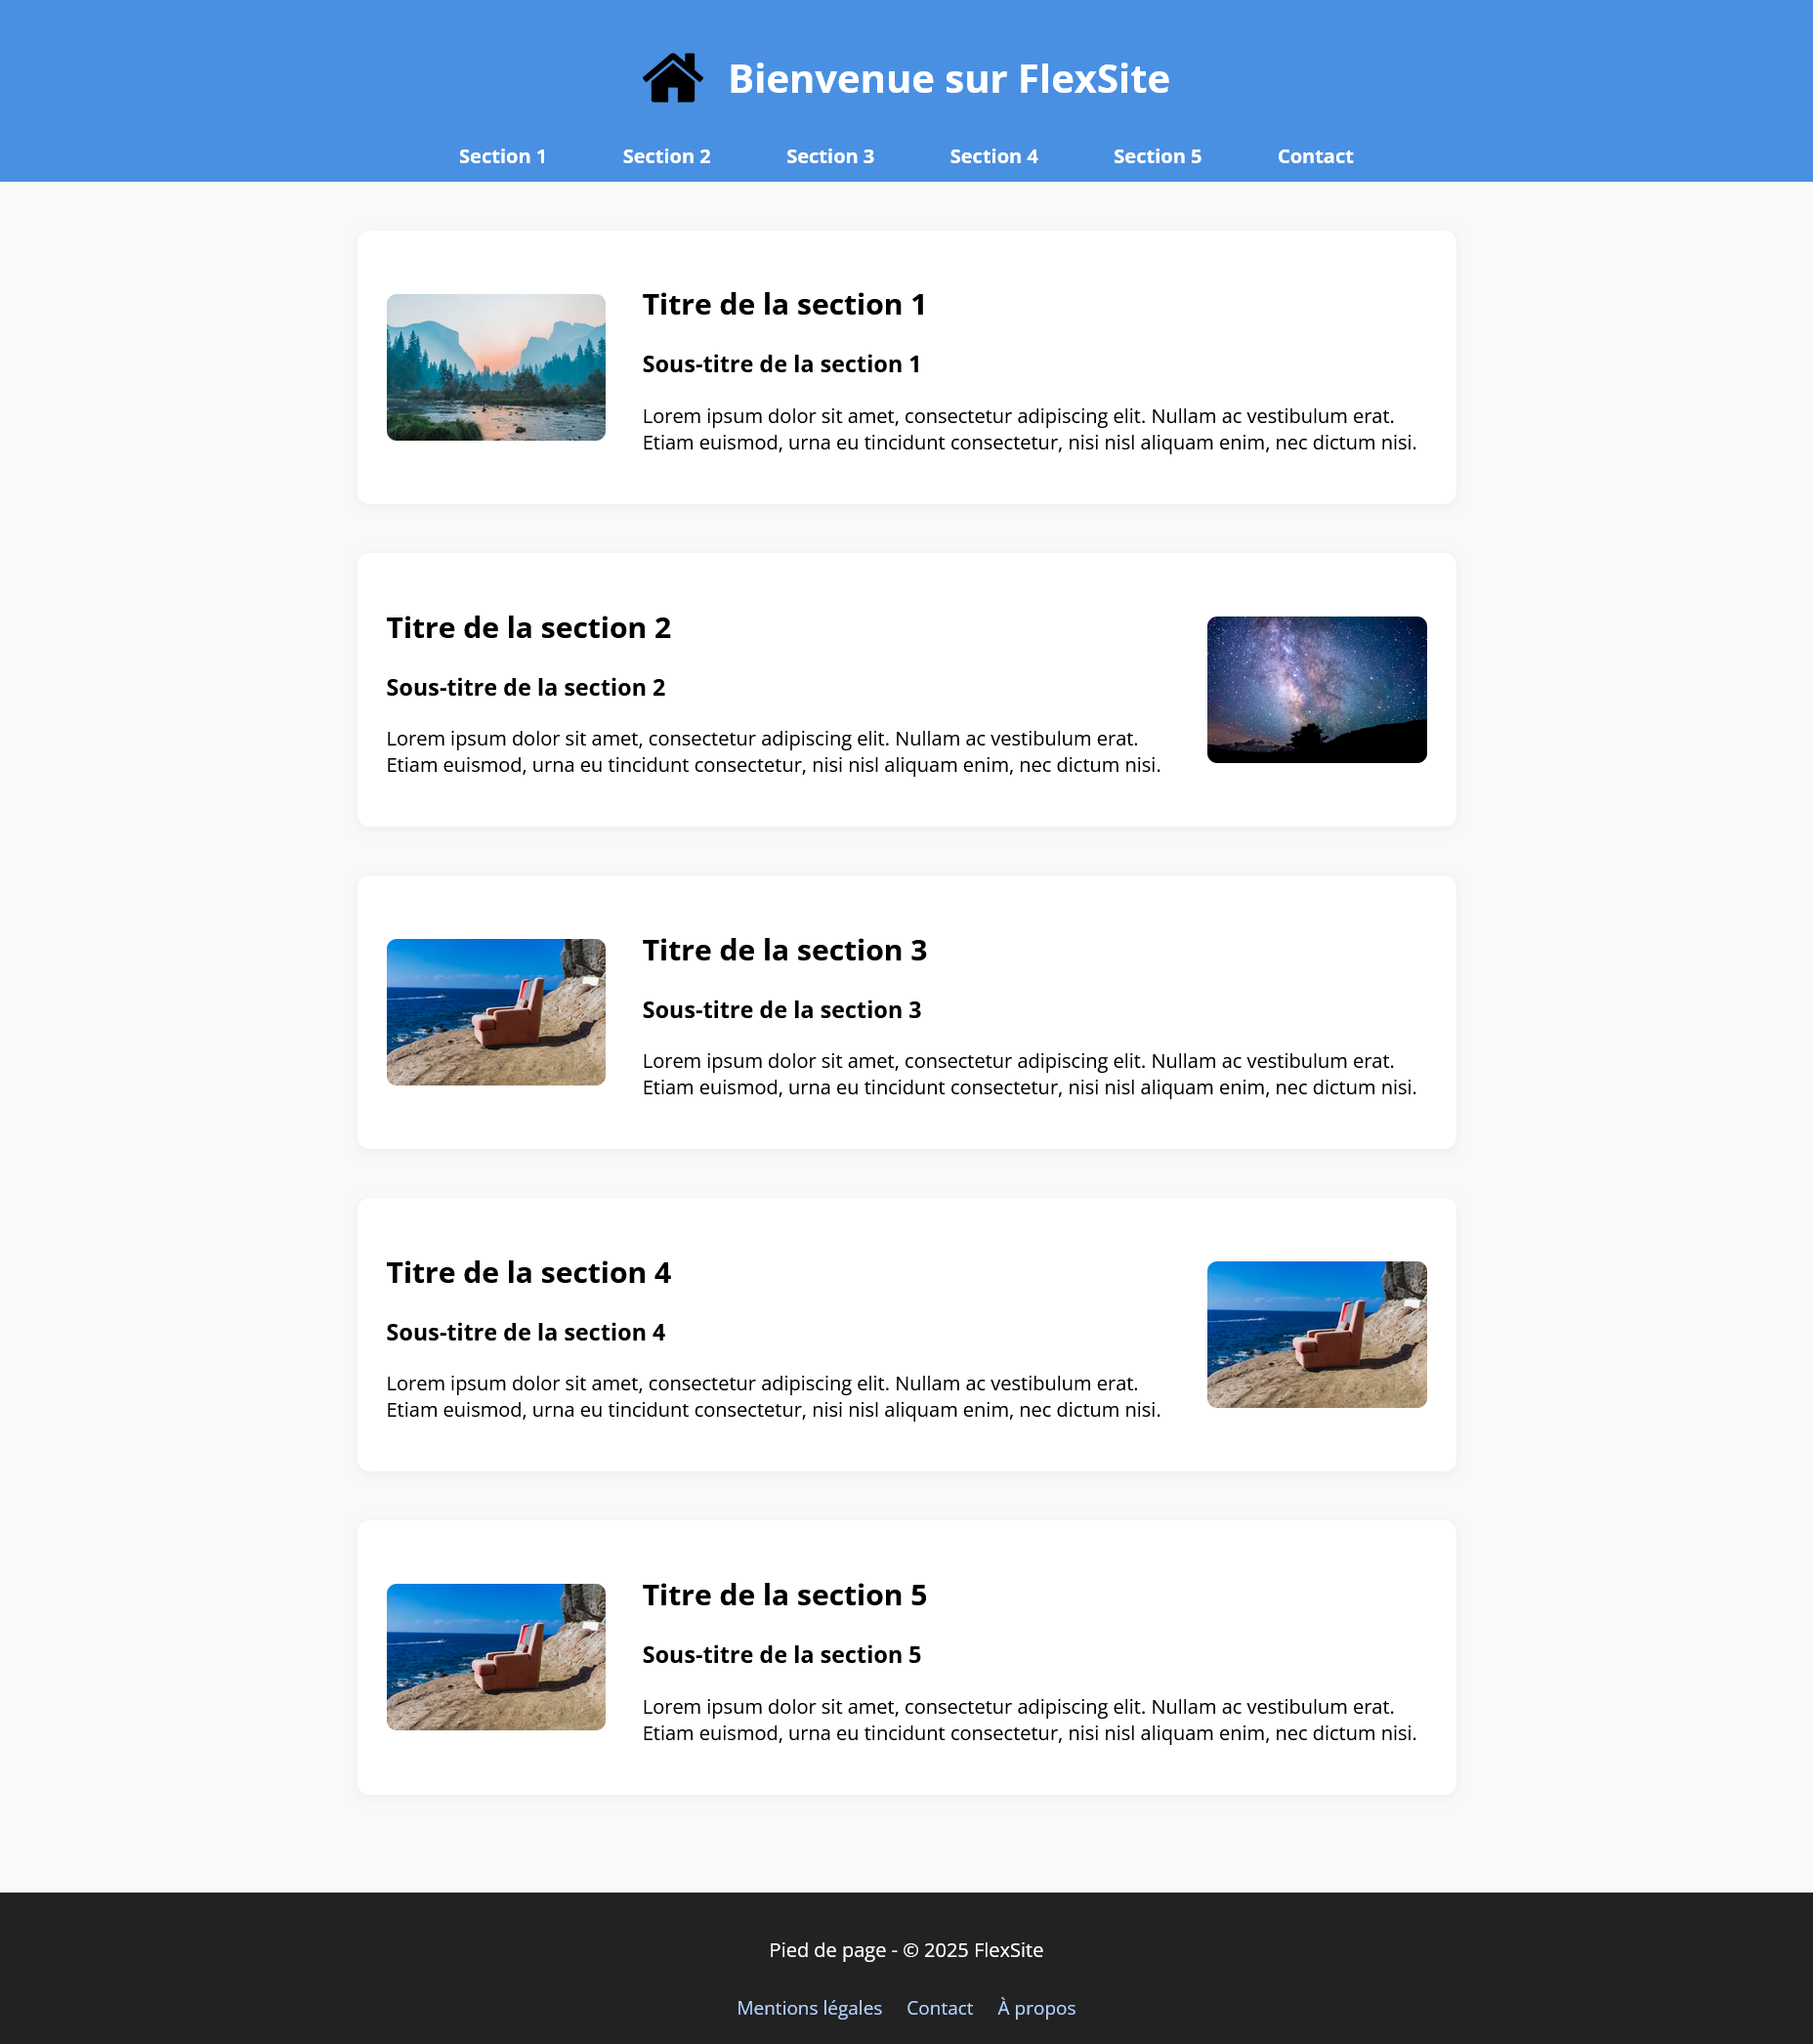 Bienvenue sur FlexSite
Section 1 Section 2 Section 3 Section 4 Section 5 Contact
Titre de la section 1
Sous-titre de la section 1
Lorem ipsum dolor sit amet, consectetur adipiscing elit. Nullam ac vestibulum erat.
Etiam euismod, urna eu tincidunt consectetur, nisi nisl aliquam enim, nec dictum nisi.
Titre de la section 2
Sous-titre de la section 2
Lorem ipsum dolor sit amet, consectetur adipiscing elit. Nullam ac vestibulum erat.
Etiam euismod, urna eu tincidunt consectetur, nisi nisl aliquam enim, nec dictum nisi.
Titre de la section 3
Sous-titre de la section 3
Lorem ipsum dolor sit amet, consectetur adipiscing elit. Nullam ac vestibulum erat.
Etiam euismod, urna eu tincidunt consectetur, nisi nisl aliquam enim, nec dictum nisi.
Titre de la section 4
Sous-titre de la section 4
Lorem ipsum dolor sit amet, consectetur adipiscing elit. Nullam ac vestibulum erat.
Etiam euismod, urna eu tincidunt consectetur, nisi nisl aliquam enim, nec dictum nisi.
Titre de la section 5
Sous-titre de la section 5
Lorem ipsum dolor sit amet, consectetur adipiscing elit. Nullam ac vestibulum erat.
Etiam euismod, urna eu tincidunt consectetur, nisi nisl aliquam enim, nec dictum nisi.
Pied de page - © 2025 FlexSite
Mentions légales Contact À propos